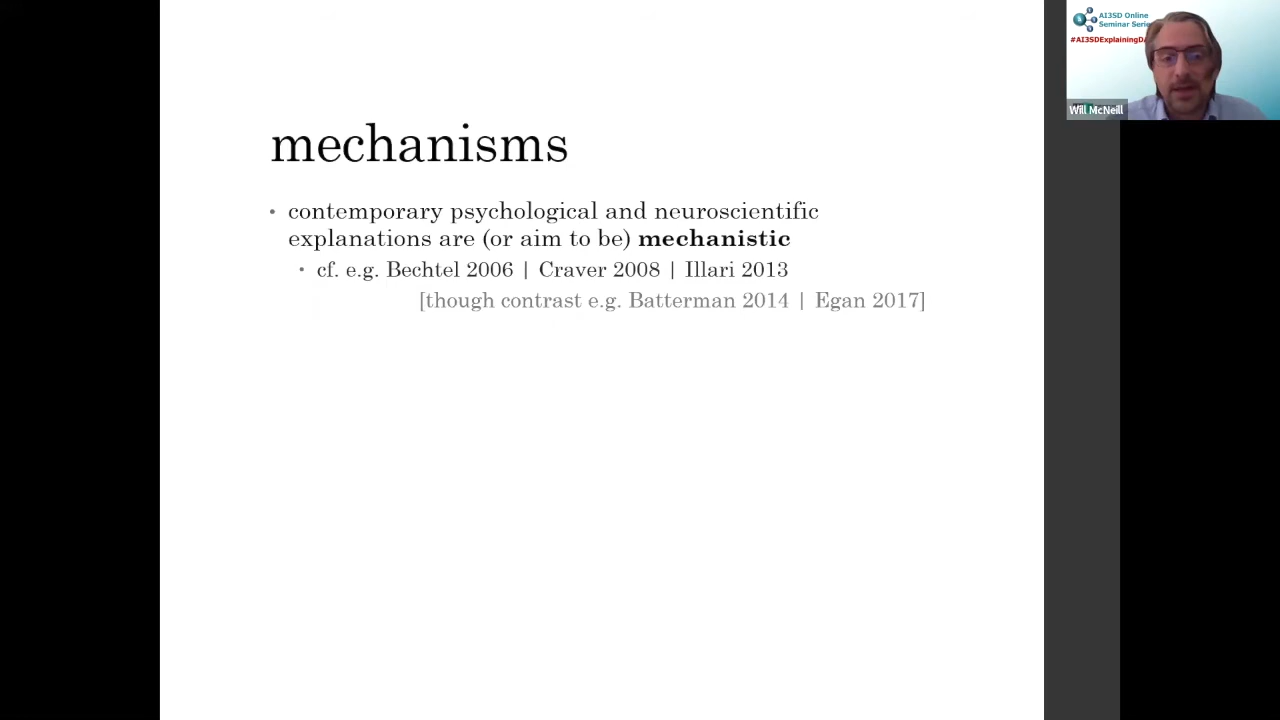 mechanisms
• contemporary psychological and neuroscientific
explanations are (or aim to be) mechanistic
• cf. e.g. Bechtel 2006 | Craver 2008 | Illari 2013
[though contrast e.g. Batterman 2014 | Egan 2017]
AI3SD Online
Seminar Serie
#AI3SDExplainingDa
Will McNeill